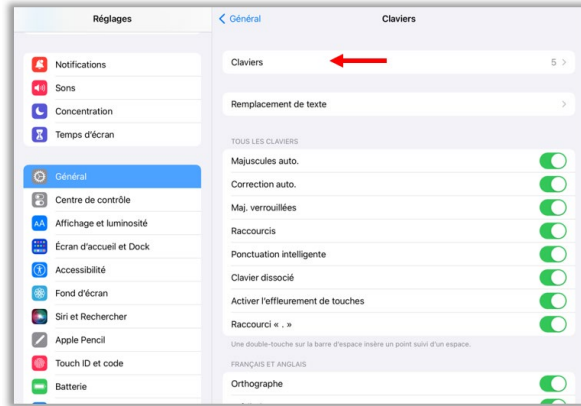 Réglages
Notifications
Sons
Concentration
Temps d'écran
Général
Centre de contrôle
Affichage et luminosité
Écran d'accueil et Dock
Accessibilité
Fond d'écran
Siri et Rechercher
Apple Pencil
Touch ID et code
Batterie
Général
Claviers
Claviers 5
Remplacement de texte
TOUS LES CLAVIERS
Majuscules auto.
Correction auto.
Maj. verrouillées
Raccourcis
Ponctuation intelligente
Clavier dissocié
Activer l'effleurement de touches
Raccourci « . »
Une double-touche sur la barre d'espace insère un point suivi d'un espace.
FRANÇAIS ET ANGLAIS
Orthographe